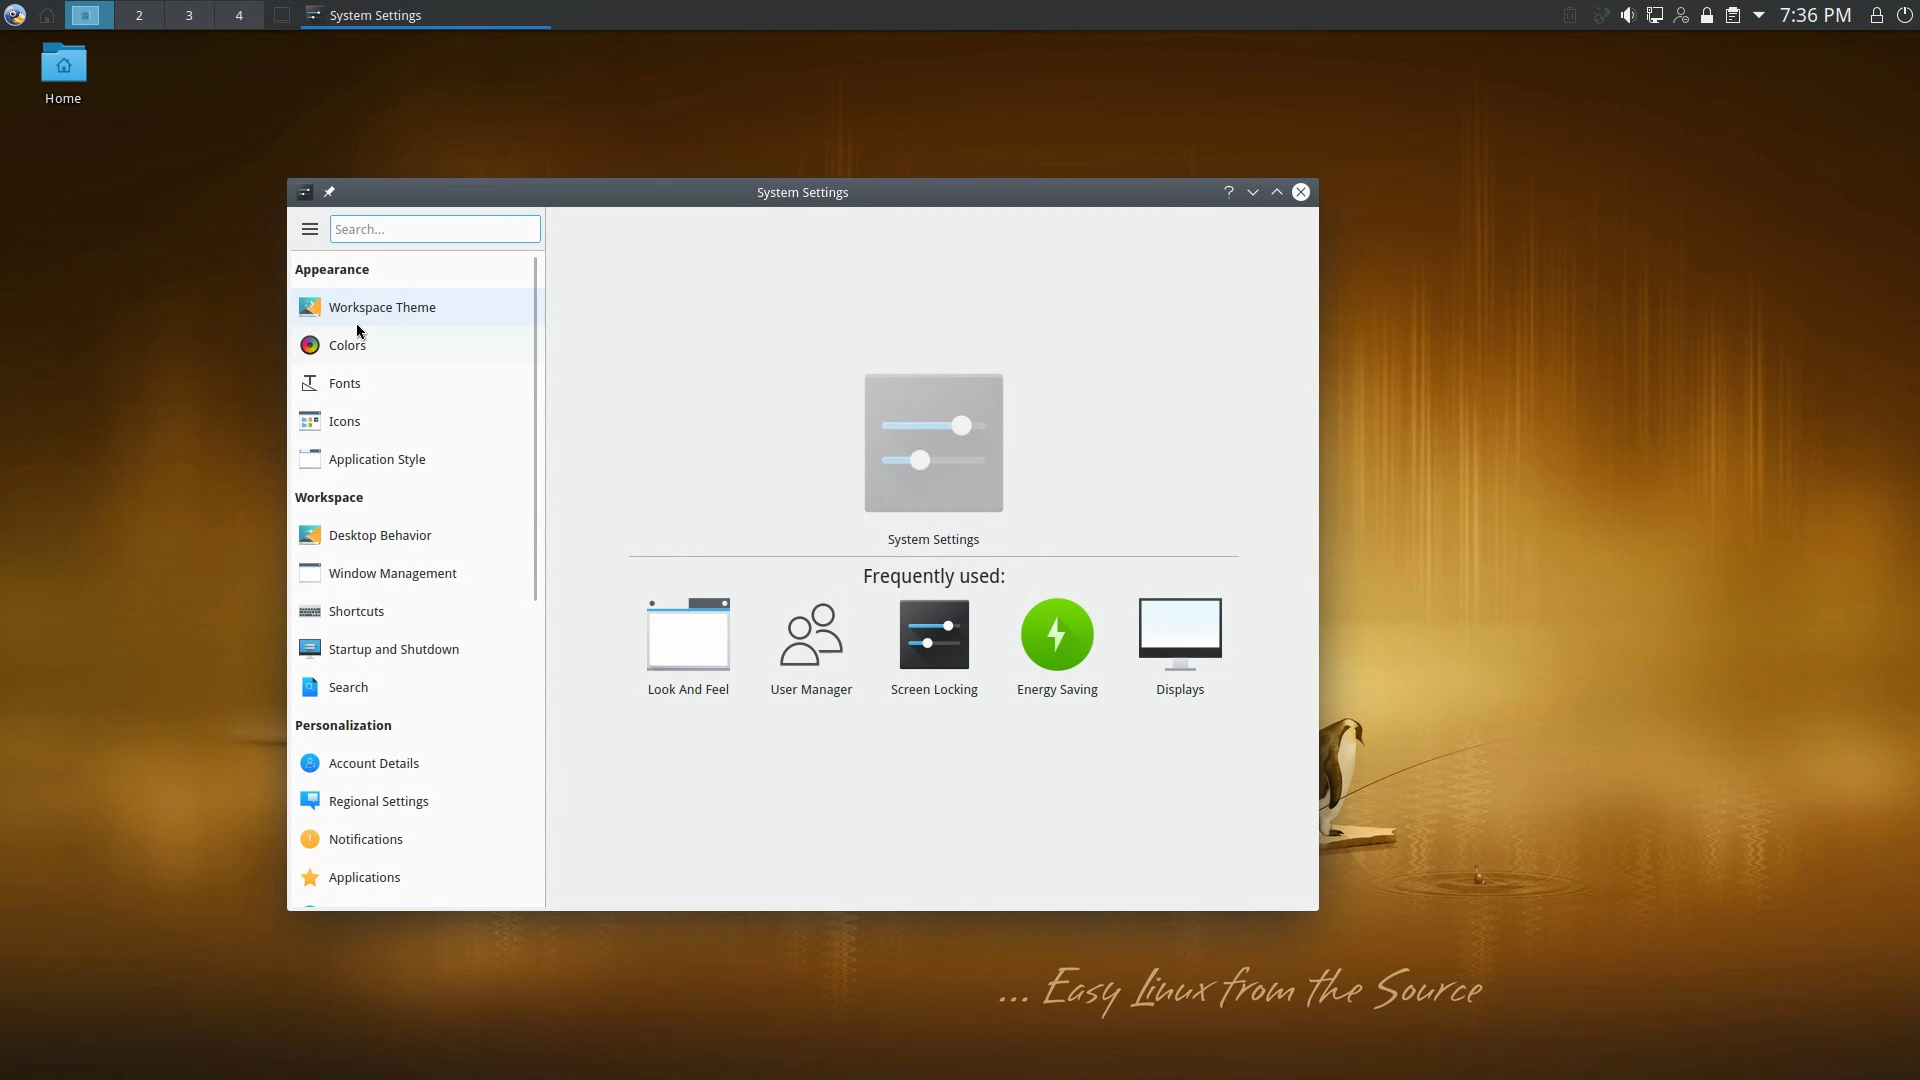 2
3
4
System Settings
7:36 PM
Home
System Settings
Search...
Appearance
Workspace Theme
Colors
Fonts
Icons
Application Style
Workspace
Desktop Behavior
Window Management
Shortcuts
Startup and Shutdown
Search
Personalization
Account Details
Regional Settings
Notifications
Applications
System Settings
Frequently used:
Look And Feel
User Manager
Screen Locking
Energy Saving
Displays
... Easy Linux from the Source